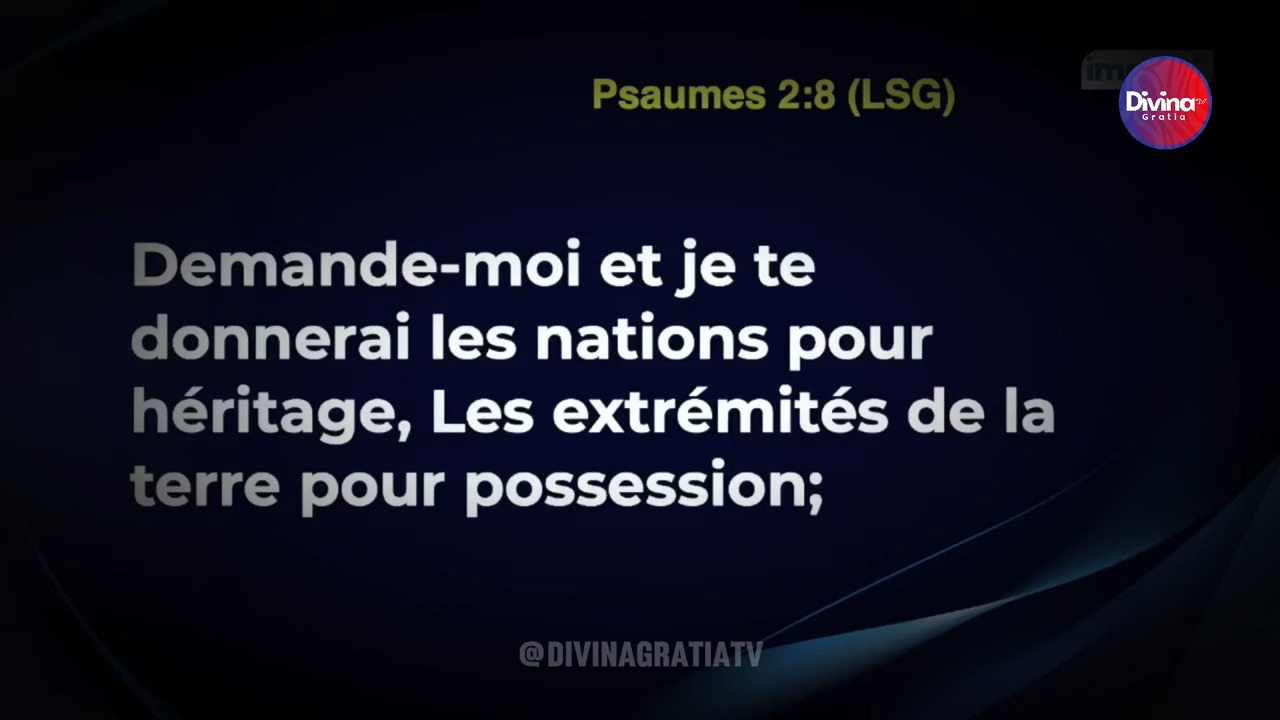 Psaumes 2:8 (LSG)
Divina TV
Gratia
Demande-moi et je te
donnerai les nations pour
héritage, Les extrémités de la
terre pour possession;
@DIVINAGRATIATV